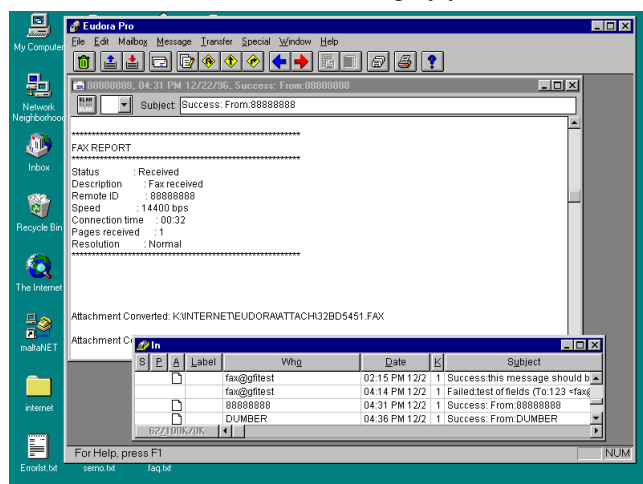 Eudora Pro
File Edit Mailbox Message Transfer Special Window Help
My Computer
88888888, 04:31 PM 12/22/96, Success: From:88888888
Subject: Success: From:88888888
Network Neighborhood
****************************************************
FAX REPORT
****************************************************
Status : Received
Description : Fax received
Remote ID : 88888888
Speed : 14400 bps
Connection time : 00:32
Pages received : 1
Resolution : Normal
****************************************************
Inbox
Recycle Bin
The Internet
Attachment Converted: K:\INTERNET\EUDORA\ATTACH\32BD5451.FAX
Attachment C
maltaNET
In
S P A Label Who Date K Subject
fax@gfitest 02:15 PM 12/2 1 Success:this message should b
fax@gfitest 04:14 PM 12/2 1 Failed:test of fields (To:123 <fax@
88888888 04:31 PM 12/2 1 Success: From:88888888
DUMBER 04:36 PM 12/2 1 Success: From:DUMBER
62/100K/0K
internet
For Help, press F1 NUM
Errorlst.txt serno.txt faq.txt